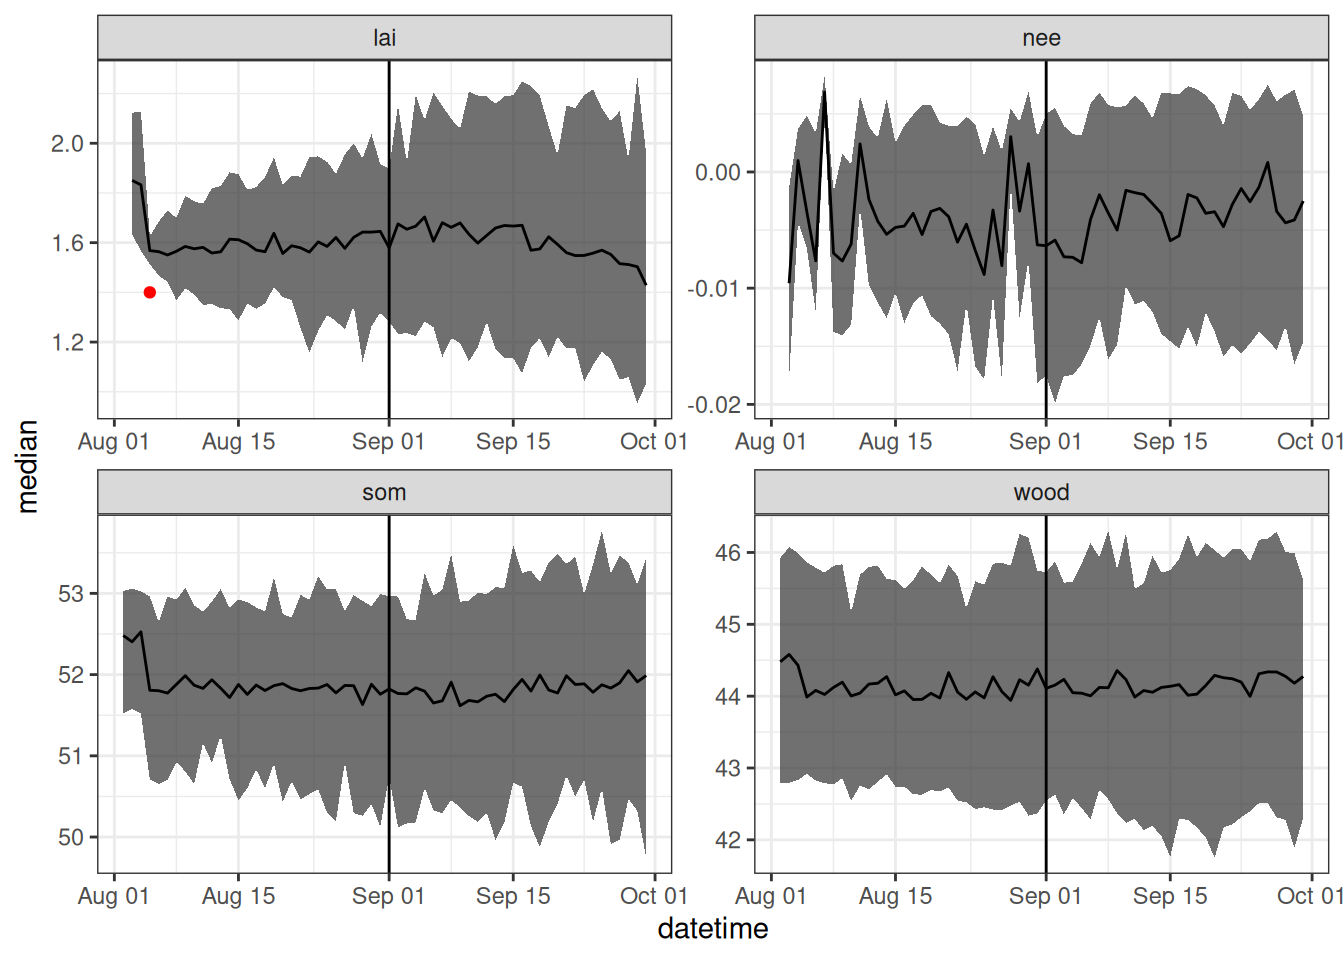 lai
nee
2.0
1.6
1.2
0.00
-0.01
-0.02
Aug 01 Aug 15 Sep 01 Sep 15 Oct 01
Aug 01 Aug 15 Sep 01 Sep 15 Oct 01
median
som
wood
53
52
51
50
46
45
44
43
42
Aug 01 Aug 15 Sep 01 Sep 15 Oct 01
Aug 01 Aug 15 Sep 01 Sep 15 Oct 01
datetime